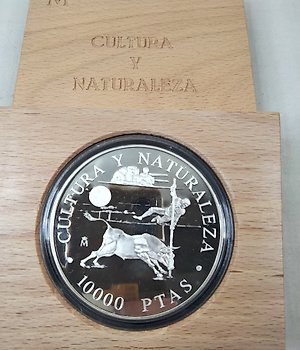 M
CULTURA
Y
NATURALEZA
CULTURA Y NATURALEZA
M
10000 PTAS